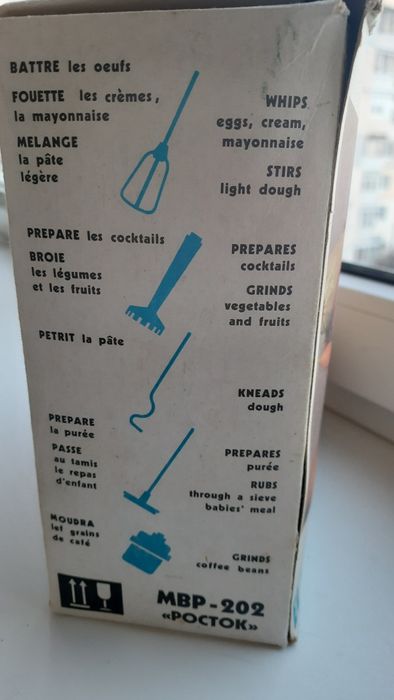 BATTRE les oeufs
FOUETTE les crèmes,
la mayonnaise
MELANGE
la pâte
légère
WHIPS
eggs, cream,
mayonnaise
STIRS
light dough
PREPARE les cocktails
BROIE
les légumes
et les fruits
PREPARES
cocktails
GRINDS
vegetables
and fruits
PETRIT la pâte
KNEADS
dough
PREPARE
la purée
PASSE
au tamis
le repas
d'enfant
PREPARES
purée
RUBS
through a sieve
babies' meal
MOUDRA
lef grains
de café
GRINDS
coffee beans
МВР-202
«РОСТОК»